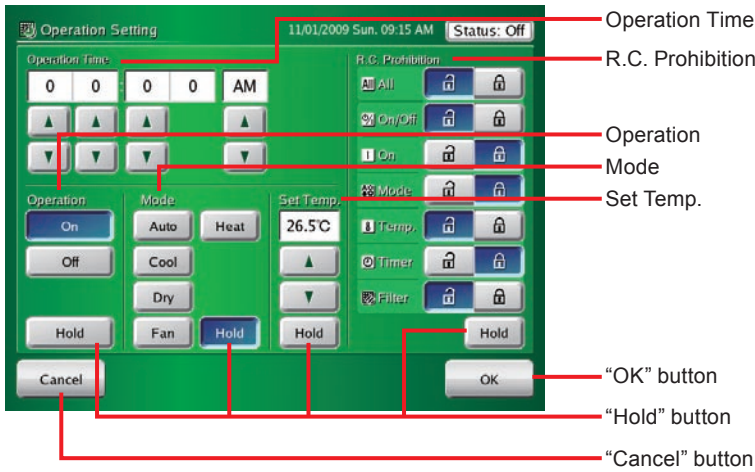 Operation Setting
11/01/2009 Sun. 09:15 AM
Status: Off
Operation Time
0 0 : 0 0 AM
R.C. Prohibition
All All
On/Off
On
Mode
Temp.
Timer
Filter
Hold
Operation
On
Off
Hold
Mode
Auto Heat
Cool
Dry
Fan Hold
Set Temp.
26.5°C
Hold
Cancel
OK
Operation Time
R.C. Prohibition
Operation
Mode
Set Temp.
“OK” button
“Hold” button
“Cancel” button